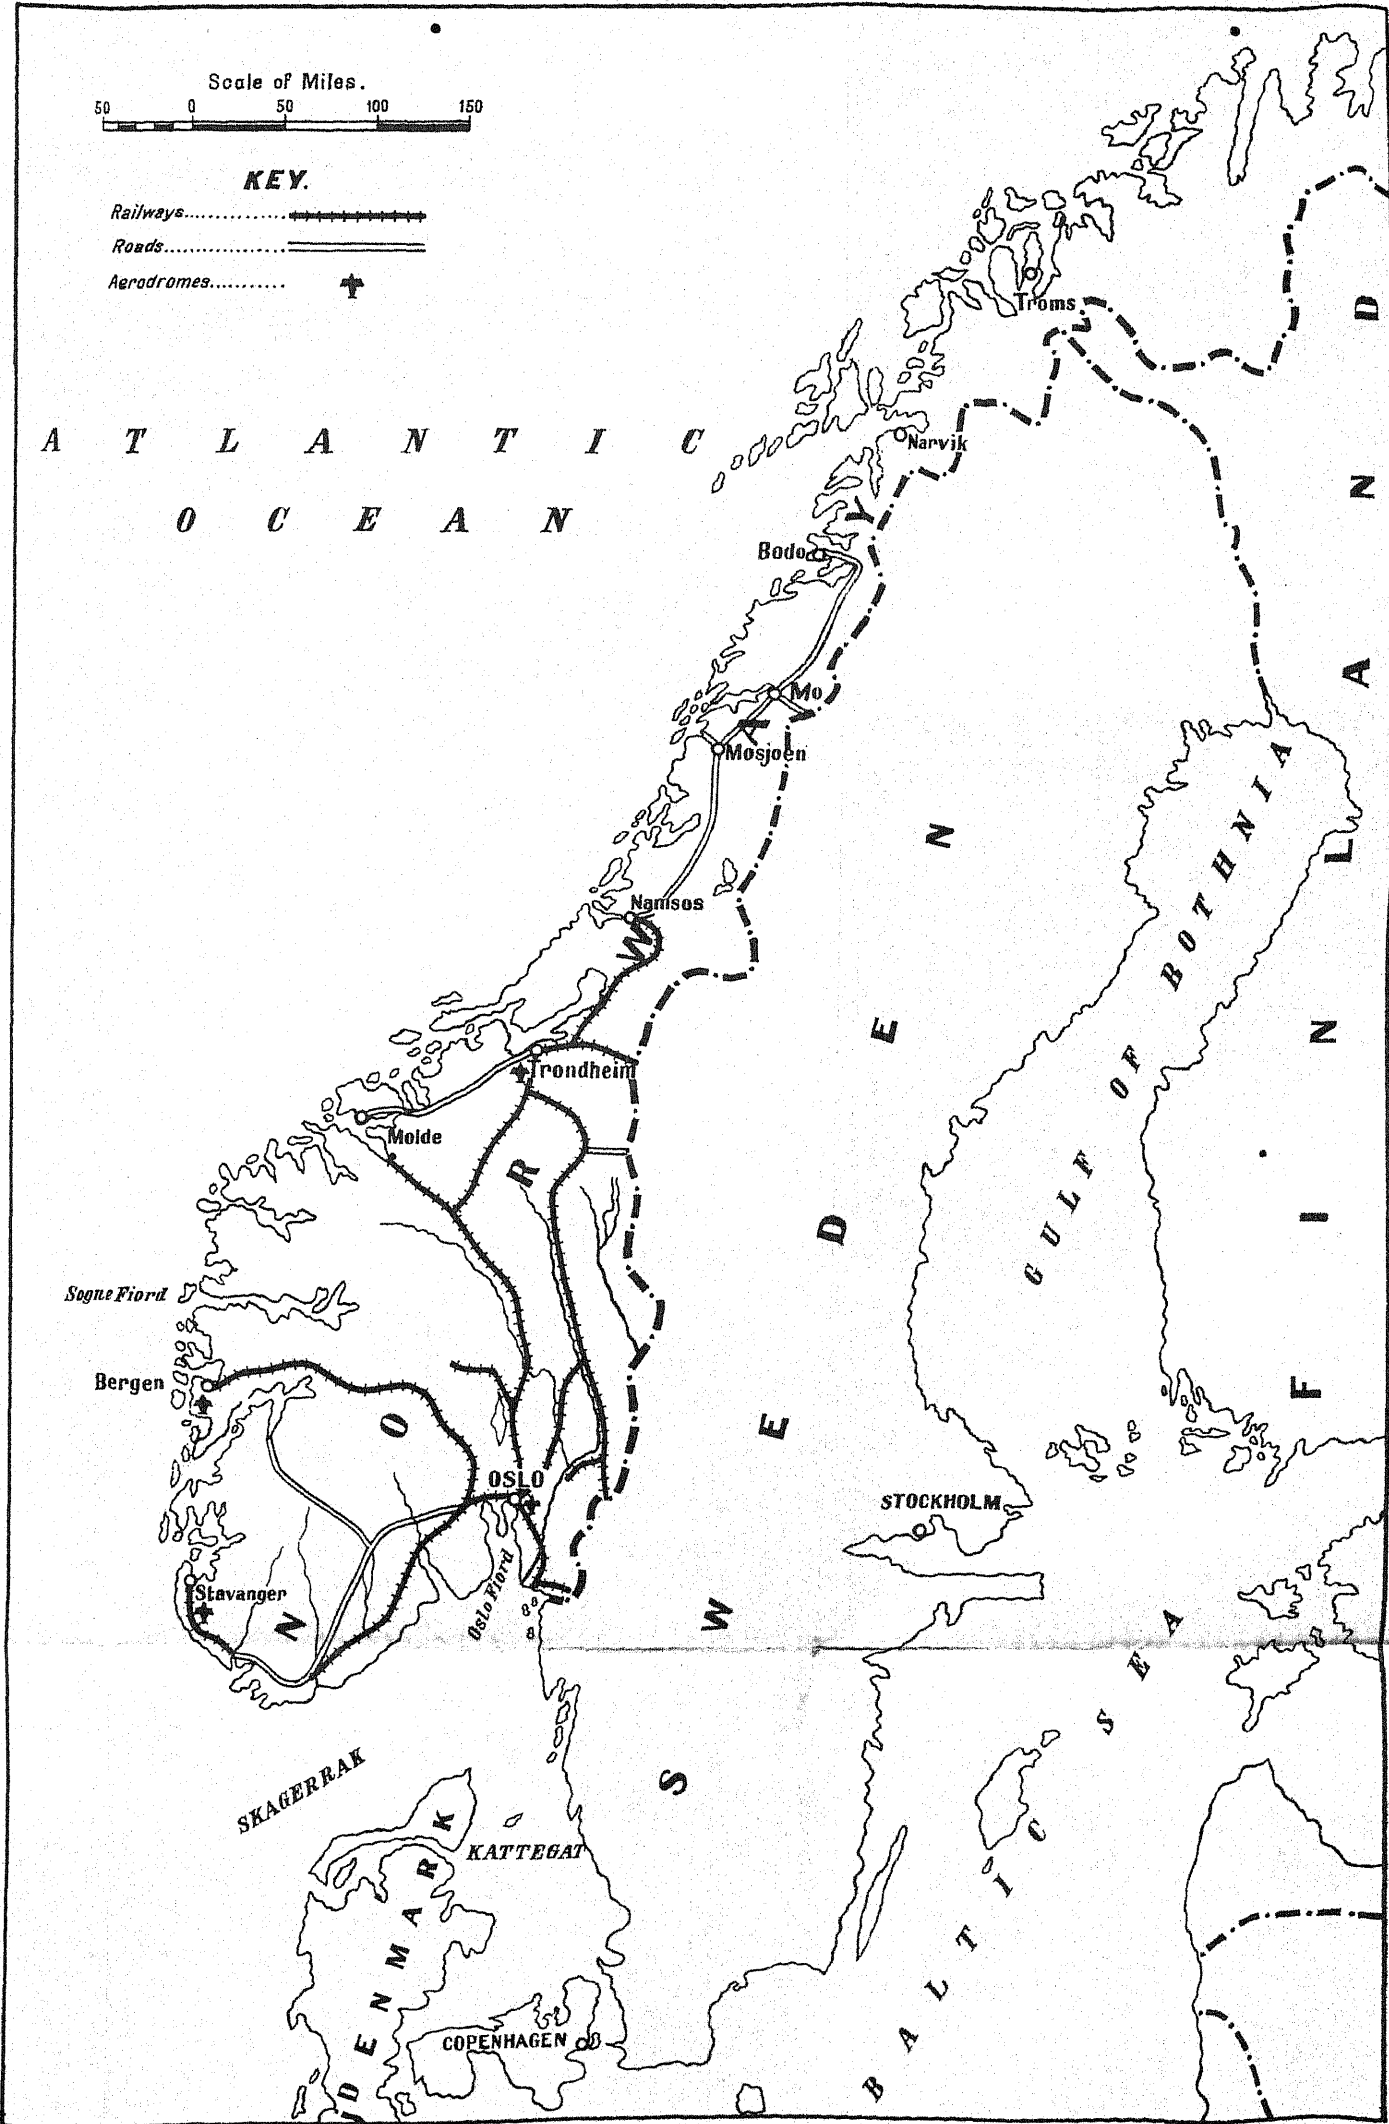 Scale of Miles.
50 0 50 100 150
KEY.
Railways...............
Roads..................
Aerodromes...........
ATLANTIC
OCEAN
NORWAY
SWEDEN
FINLAND
DENMARK
GULF OF BOTHNIA
BALTIC SEA
Troms
Narvik
Bodo
Mo
Mosjoen
Namsos
Trondheim
Molde
Sogne Fiord
Bergen
OSLO
STOCKHOLM
Stavanger
Oslo Fiord
SKAGERRAK
KATTEGAT
COPENHAGEN